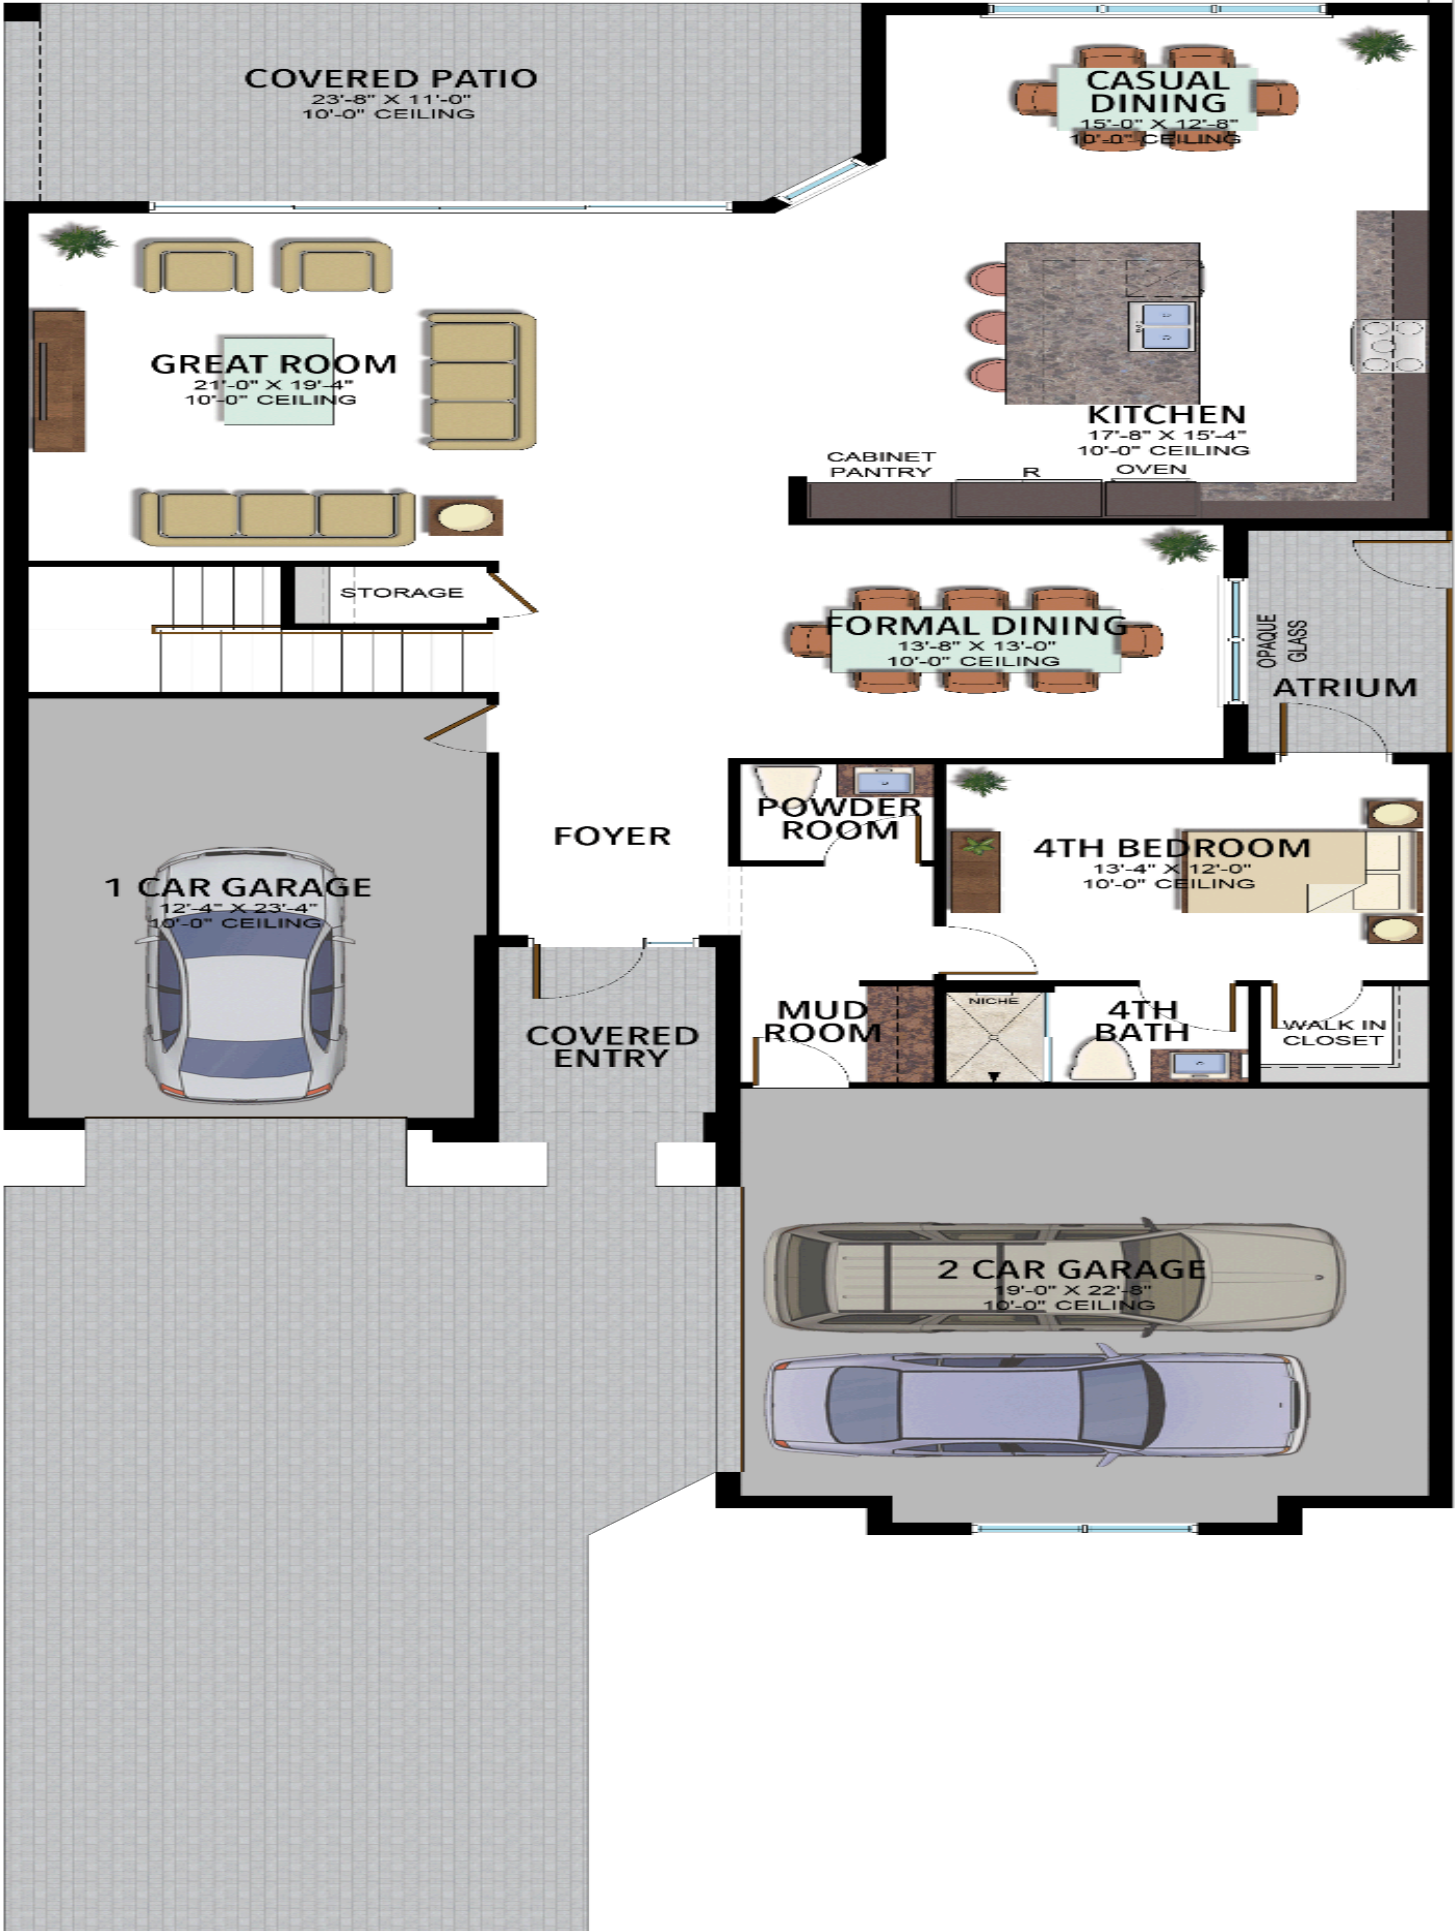 COVERED PATIO
23'-8" X 11'-0"
10'-0" CEILING
CASUAL
DINING
15'-0" X 12'-8"
10'-0" CEILING
GREAT ROOM
21'-0" X 19'-4"
10'-0" CEILING
KITCHEN
17'-8" X 15'-4"
10'-0" CEILING
CABINET
PANTRY
R
OVEN
STORAGE
FORMAL DINING
13'-8" X 13'-0"
10'-0" CEILING
OPAQUE
GLASS
ATRIUM
POWDER
ROOM
FOYER
4TH BEDROOM
13'-4" X 12'-0"
10'-0" CEILING
1 CAR GARAGE
12'-4" X 23'-4"
10'-0" CEILING
NICHE
MUD
ROOM
4TH
BATH
WALK IN
CLOSET
COVERED
ENTRY
2 CAR GARAGE
19'-0" X 22'-8"
10'-0" CEILING